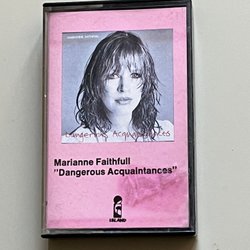 MARIANNE FAITHFULL
Dangerous Acquaintances
Marianne Faithfull
"Dangerous Acquaintances"
ISLAND